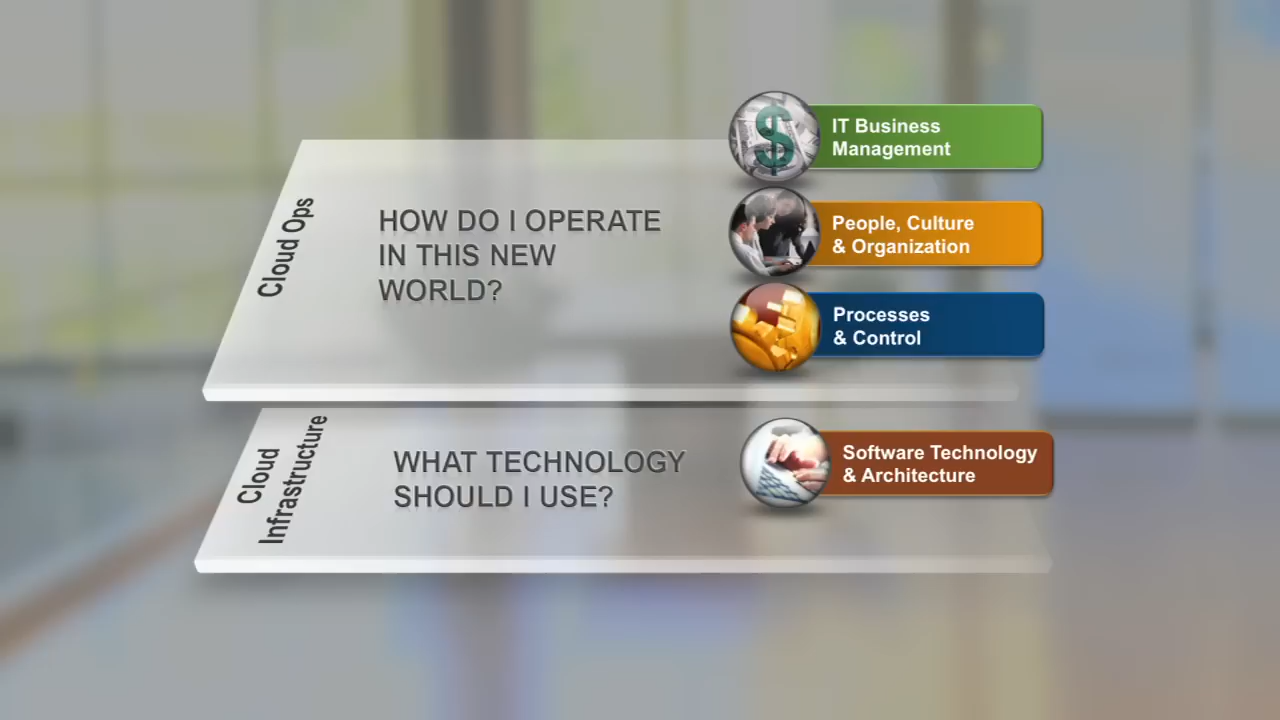 Cloud Ops
HOW DO I OPERATE
IN THIS NEW
WORLD?
IT Business
Management
People, Culture
& Organization
Processes
& Control
Cloud
Infrastructure
WHAT TECHNOLOGY
SHOULD I USE?
Software Technology
& Architecture